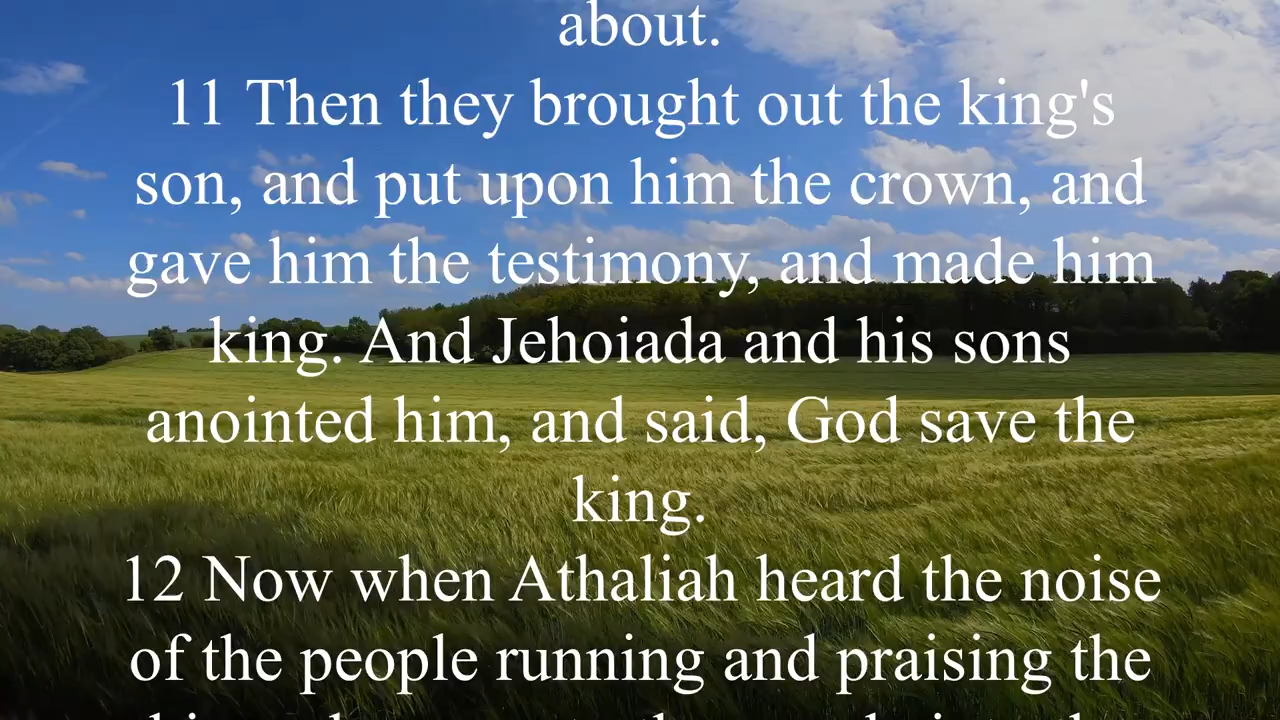 about.
11 Then they brought out the king's
son, and put upon him the crown, and
gave him the testimony, and made him
king. And Jehoiada and his sons
anointed him, and said, God save the
king.
12 Now when Athaliah heard the noise
of the people running and praising the